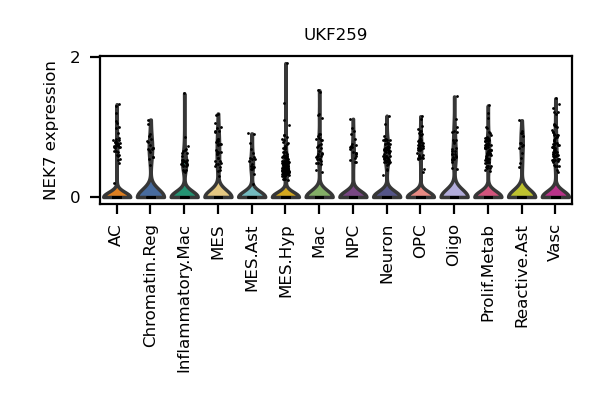 UKF259
NEK7 expression
2
0
AC
Chromatin.Reg
Inflammatory.Mac
MES
MES.Ast
MES.Hyp
Mac
NPC
Neuron
OPC
Oligo
Prolif.Metab
Reactive.Ast
Vasc